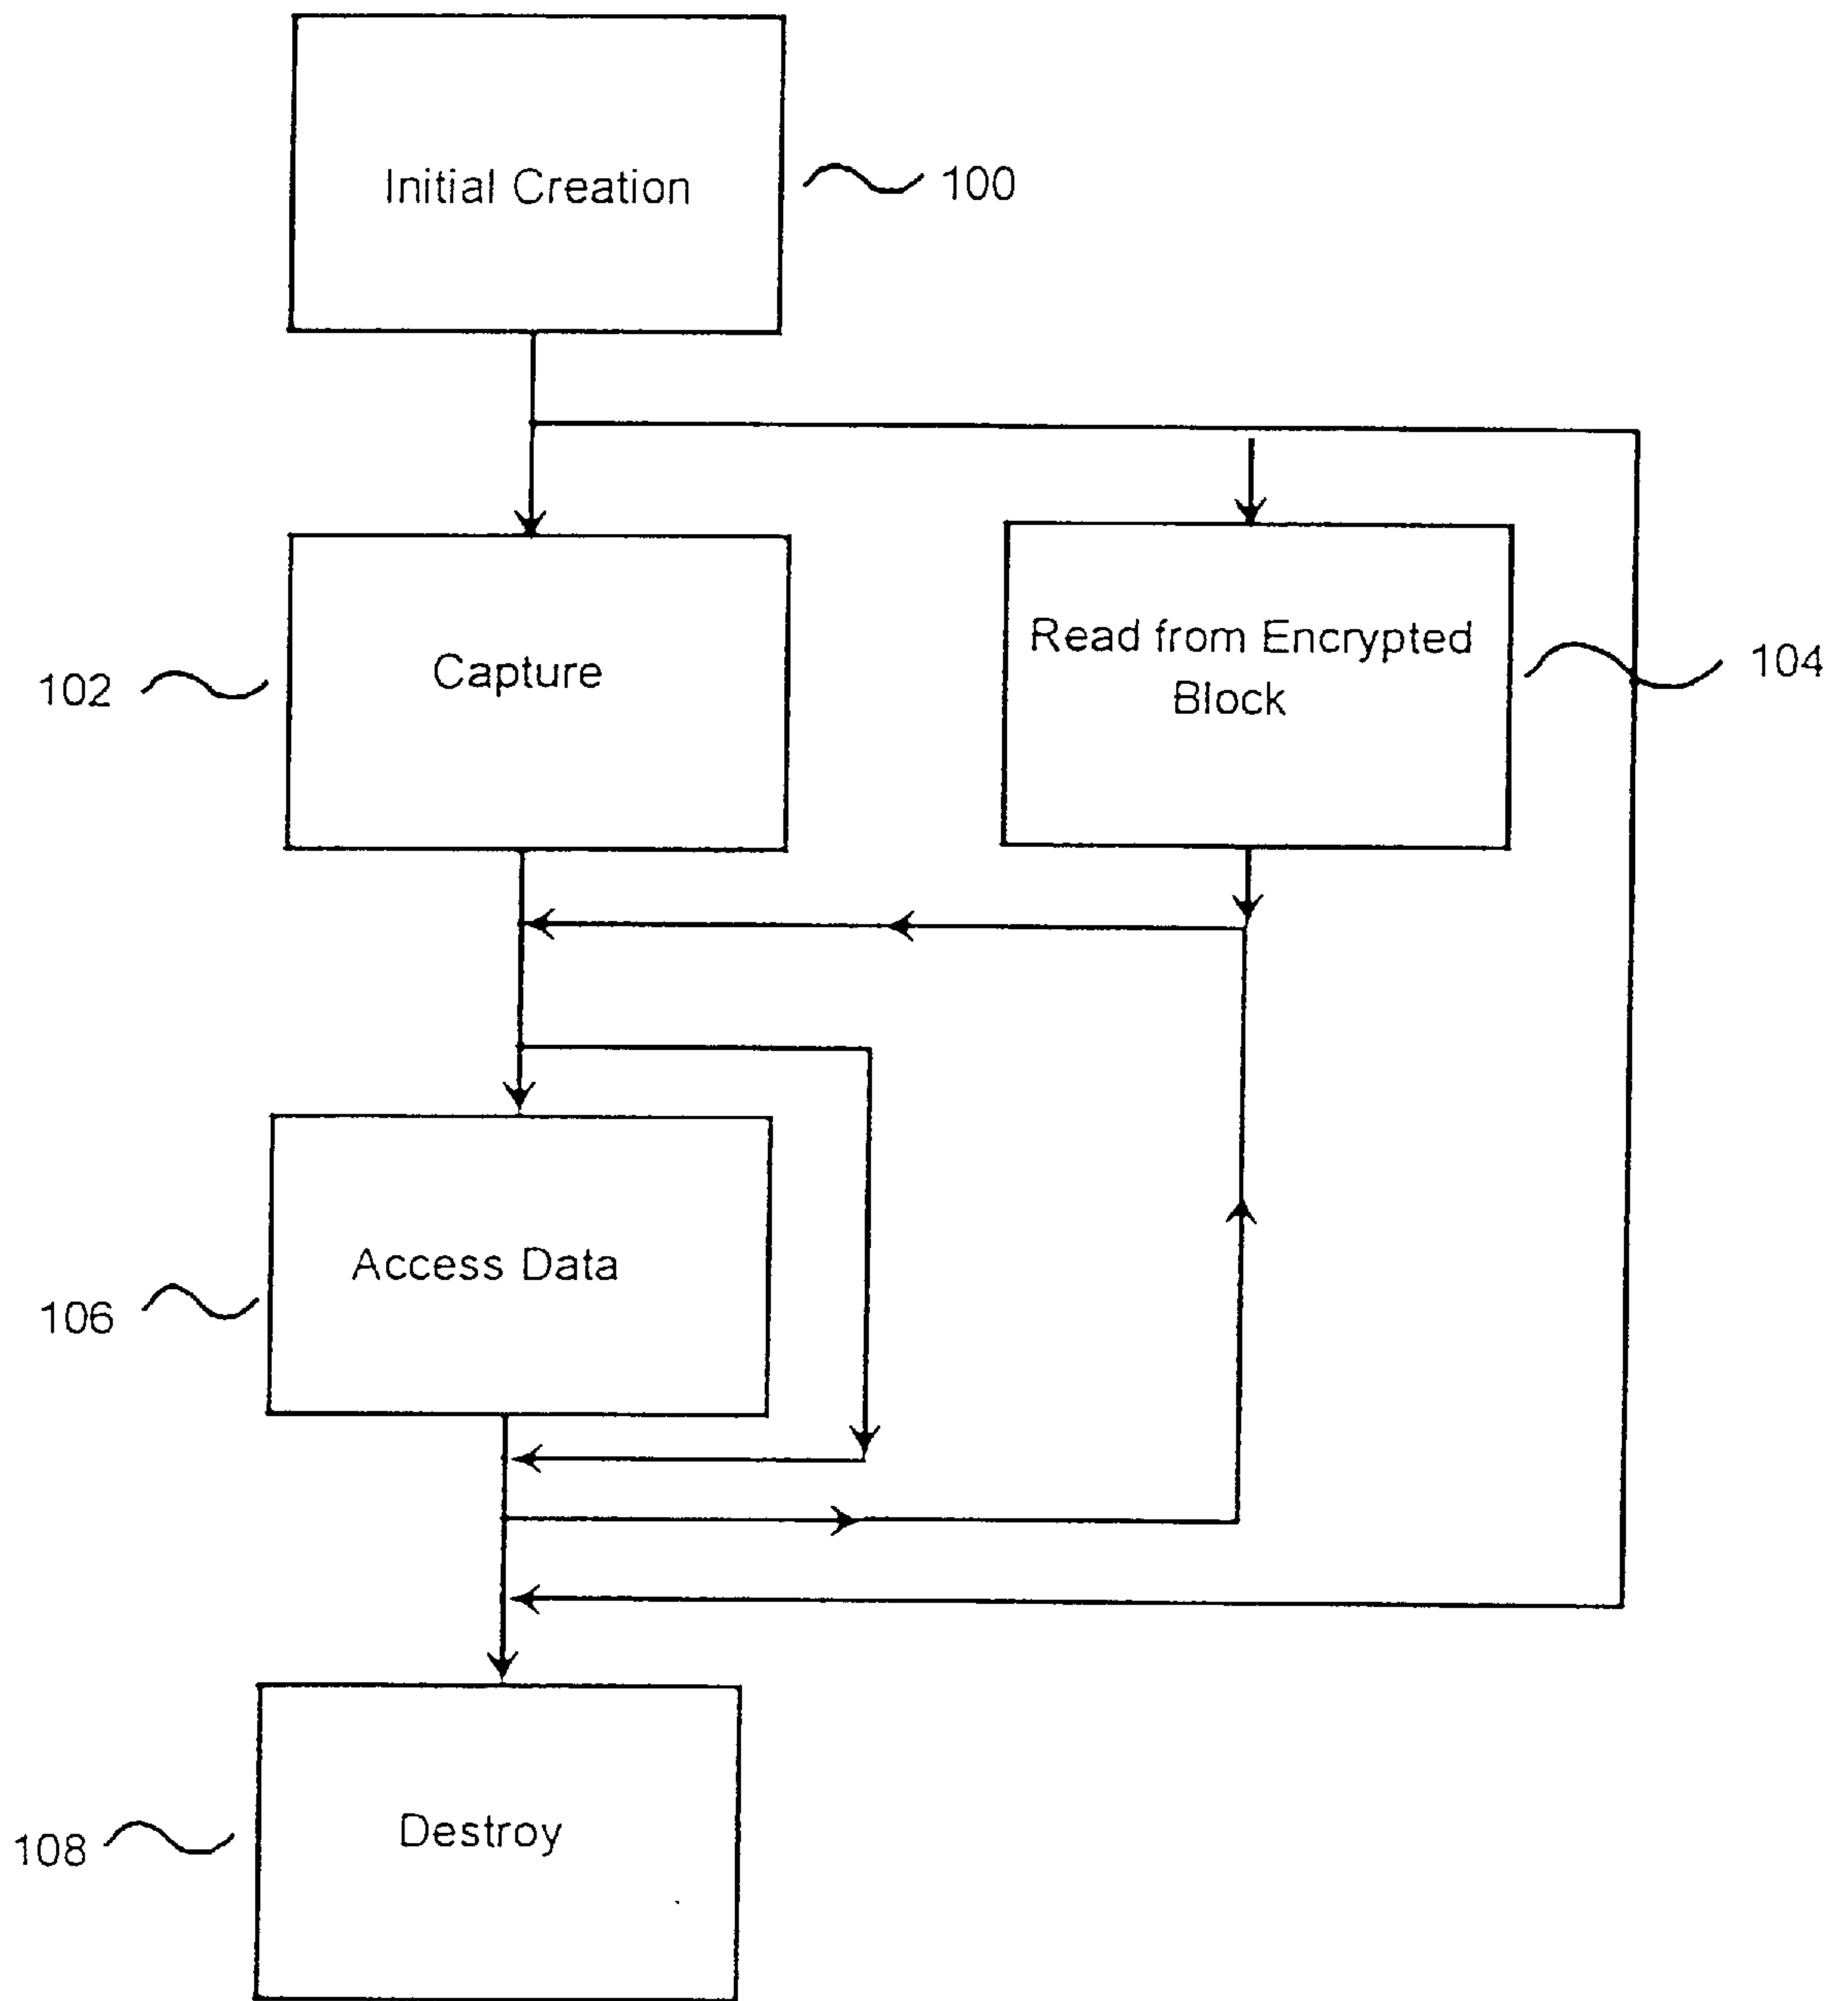 Initial Creation
100
Capture
102
Read from Encrypted
Block
104
Access Data
106
Destroy
108